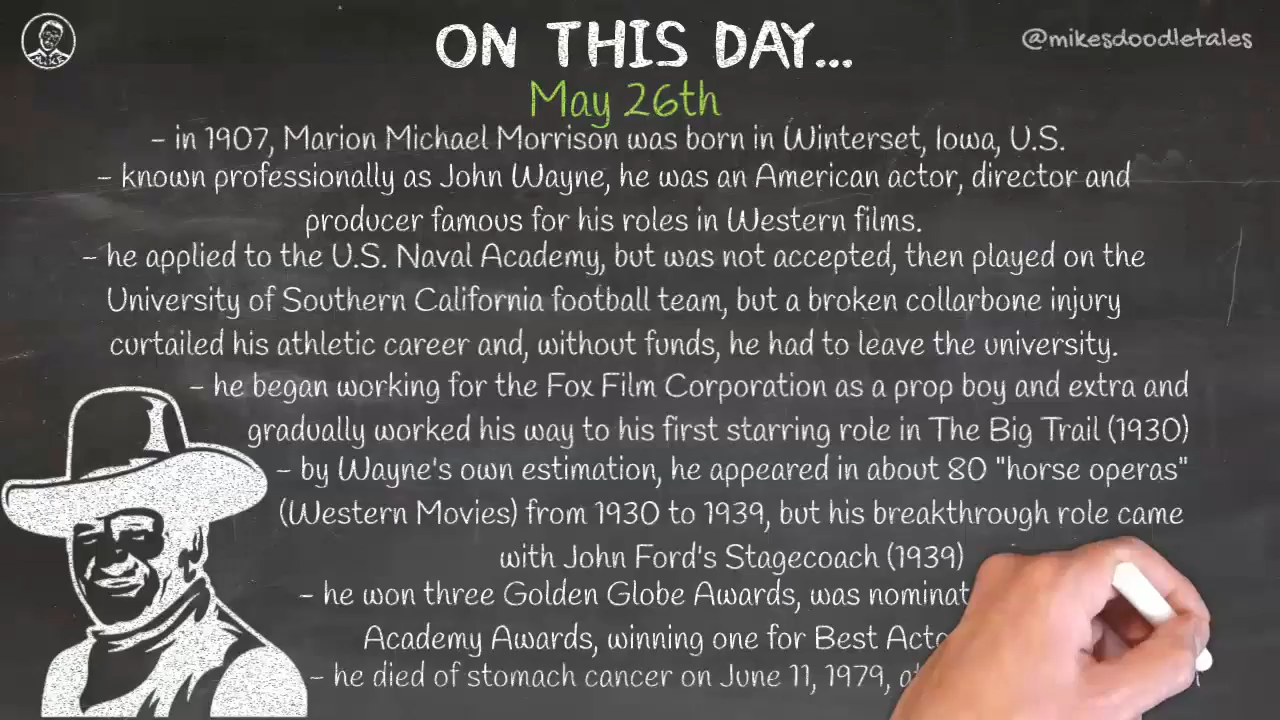 ON THIS DAY...
@mikesdoodletales
MIKE
May 26th
- in 1907, Marion Michael Morrison was born in Winterset, Iowa, U.S.
- known professionally as John Wayne, he was an American actor, director and
producer famous for his roles in Western films.
- he applied to the U.S. Naval Academy, but was not accepted, then played on the
University of Southern California football team, but a broken collarbone injury
curtailed his athletic career and, without funds, he had to leave the university.
- he began working for the Fox Film Corporation as a prop boy and extra and
gradually worked his way to his first starring role in The Big Trail (1930)
- by Wayne's own estimation, he appeared in about 80 "horse operas"
(Western Movies) from 1930 to 1939, but his breakthrough role came
with John Ford's Stagecoach (1939)
- he won three Golden Globe Awards, was
Academy Awards, winning one for Best
- he died of stomach cancer on June 11, 1979,